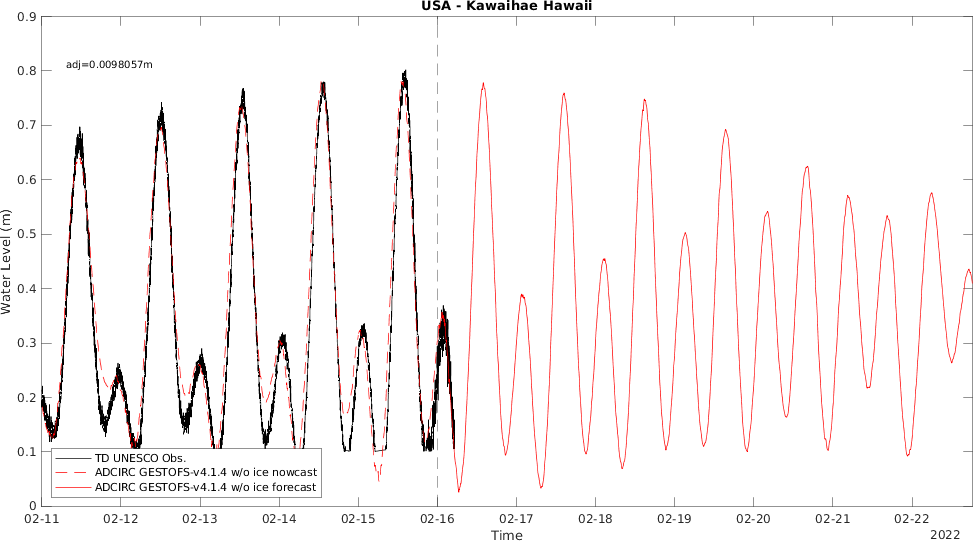 USA - Kawaihae Hawaii
adj=0.0098057m
0.9
0.8
0.7
0.6
0.5
0.4
0.3
0.2
0.1
0
Water Level (m)
TD UNESCO Obs.
ADCIRC GESTOFS-v4.1.4 w/o ice nowcast
ADCIRC GESTOFS-v4.1.4 w/o ice forecast
02-11 02-12 02-13 02-14 02-15 02-16 02-17 02-18 02-19 02-20 02-21 02-22
Time
2022